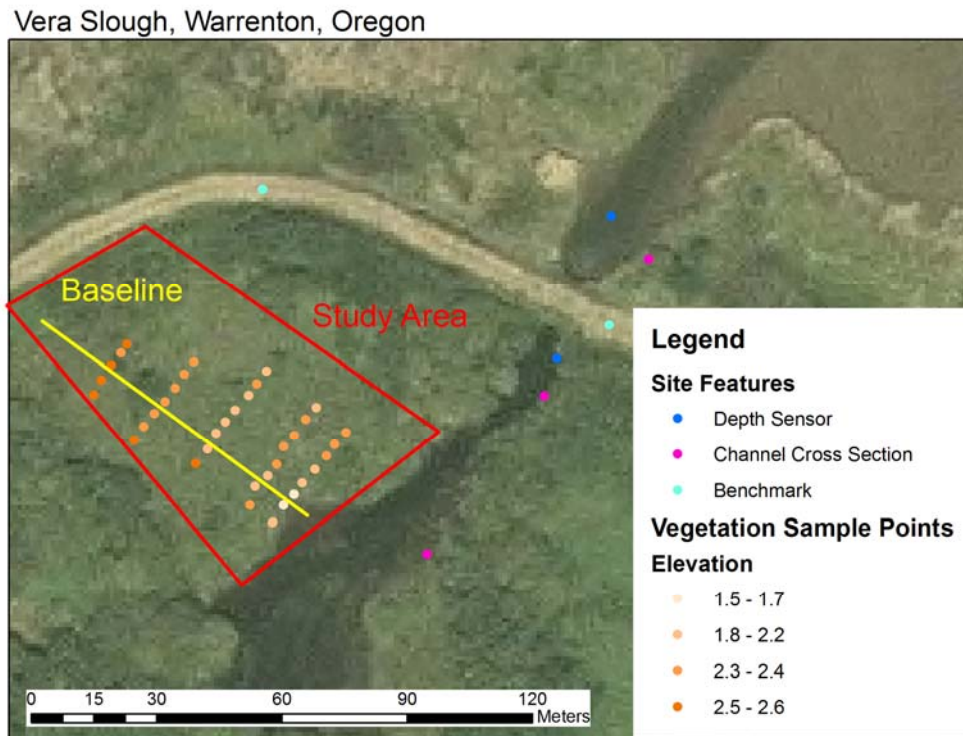 Vera Slough, Warrenton, Oregon
Baseline
Study Area
Legend
Site Features
Depth Sensor
Channel Cross Section
Benchmark
Vegetation Sample Points
Elevation
1.5 - 1.7
1.8 - 2.2
2.3 - 2.4
2.5 - 2.6
0 15 30 60 90 120
Meters